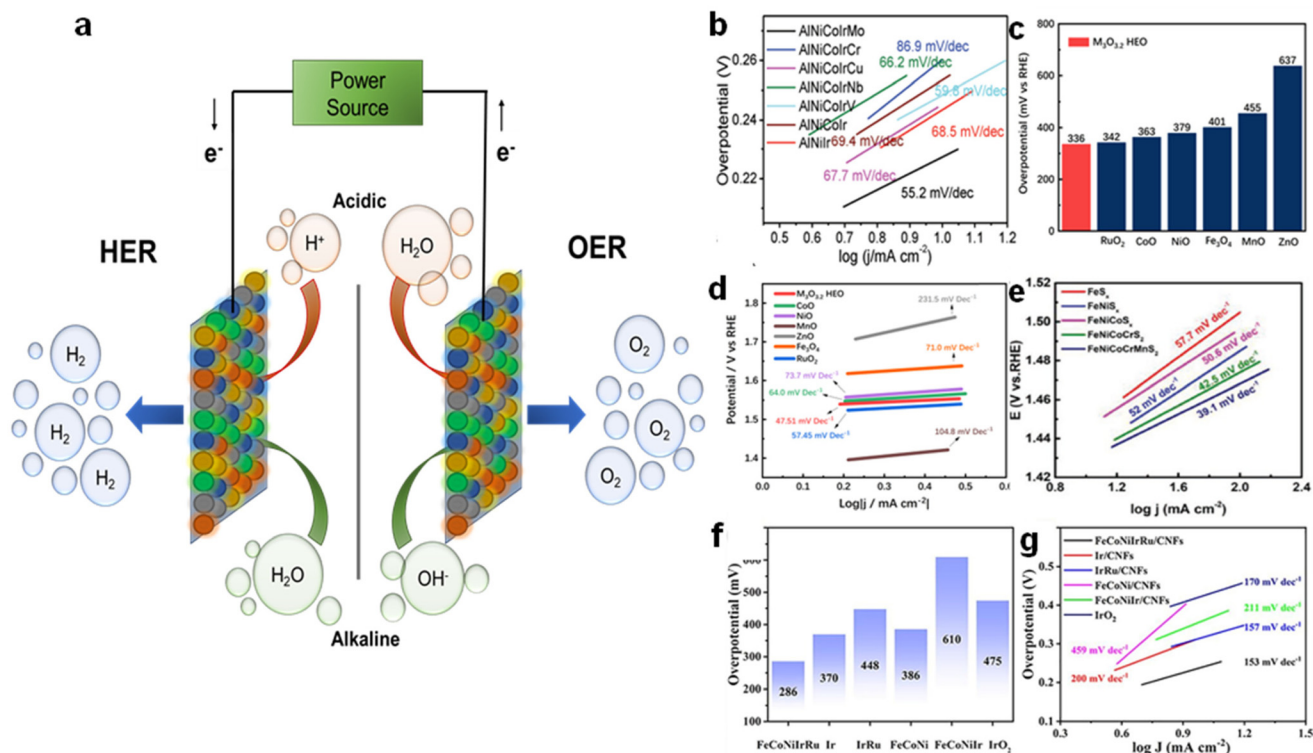 a
Power
Source
e⁻
e⁻
Acidic
HER
OER
H⁺
H₂O
H₂
H₂
H₂
O₂
O₂
O₂
H₂O
OH⁻
Alkaline
b
AlNiCoIrMo
AlNiCoIrCr
AlNiCoIrCu
AlNiCoIrNb
AlNiCoIrV
AlNiCoIr
AlNiIr
86.9 mV/dec
66.2 mV/dec
59.8 mV/dec
68.5 mV/dec
69.4 mV/dec
67.7 mV/dec
55.2 mV/dec
Overpotential (V)
0.26
0.24
0.22
0.5 0.6 0.7 0.8 0.9 1.0 1.1 1.2
log (j/mA cm⁻²)
c
M₃O₃.₂ HEO
Overpotential (mV vs RHE)
800
600
400
200
0
336 342 363 379 401 455 637
RuO₂ CoO NiO Fe₃O₄ MnO ZnO
d
M₃O₃.₂ HEO
CoO
NiO
MnO
ZnO
Fe₃O₄
RuO₂
231.5 mV Dec⁻¹
71.0 mV Dec⁻¹
73.7 mV Dec⁻¹
64.0 mV Dec⁻¹
47.51 mV Dec⁻¹
57.45 mV Dec⁻¹
104.8 mV Dec⁻¹
Potential / V vs RHE
1.8
1.7
1.6
1.5
1.4
0.0 0.1 0.2 0.3 0.4 0.5 0.6
Log[j / mA cm⁻²]
e
FeSₓ
FeNiSₓ
FeNiCoSₓ
FeNiCoCrS₂
FeNiCoCrMnS₂
57.7 mV dec⁻¹
50.6 mV dec⁻¹
52 mV dec⁻¹
42.5 mV dec⁻¹
39.1 mV dec⁻¹
E (V vs.RHE)
1.52
1.50
1.48
1.46
1.44
1.42
0.6 1.2 1.8 2.4
log j (mA cm⁻²)
f
Overpotential (mV)
500
400
300
200
100
286 370 448 386 610 475
FeCoNiIrRu Ir IrRu FeCoNi FeCoNiIr IrO₂
g
FeCoNiIrRu/CNFs
Ir/CNFs
IrRu/CNFs
FeCoNi/CNFs
FeCoNiIr/CNFs
IrO₂
170 mV dec⁻¹
211 mV dec⁻¹
157 mV dec⁻¹
459 mV dec⁻¹
200 mV dec⁻¹
153 mV dec⁻¹
Overpotential (V)
0.5
0.4
0.3
0.2
0.1
0.3 0.6 0.9 1.2 1.5
log J (mA cm⁻²)